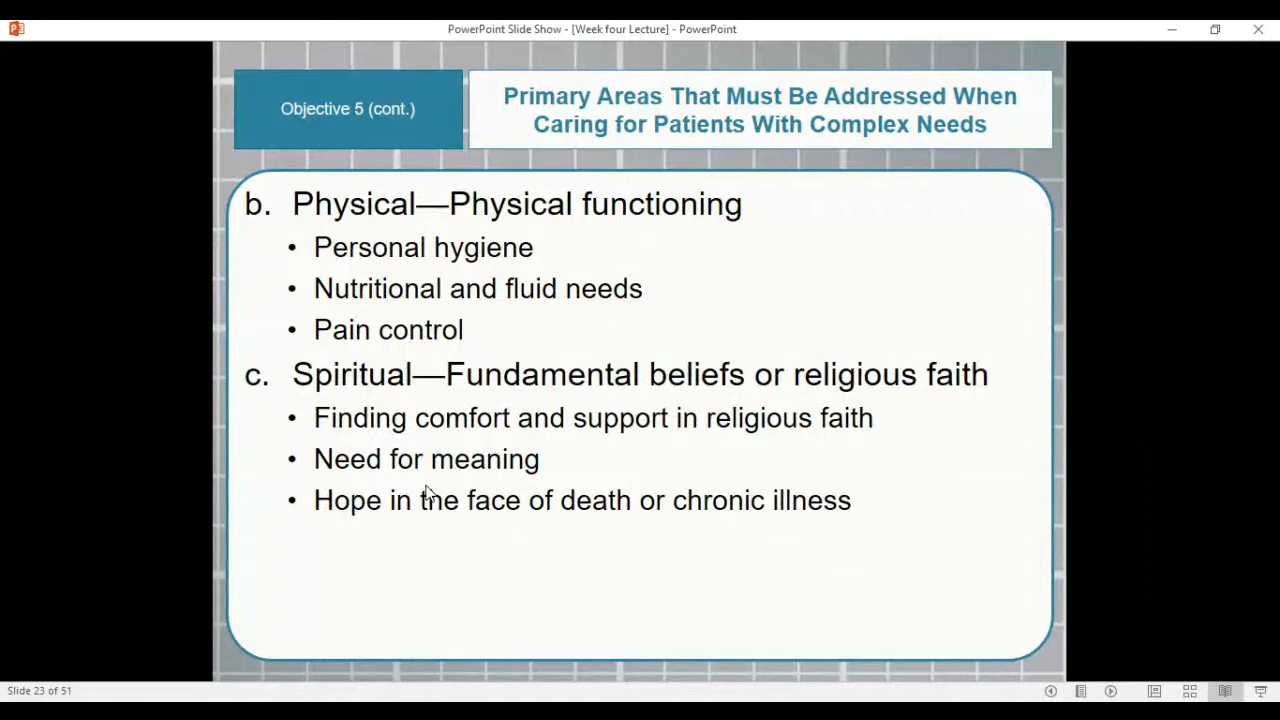 PowerPoint Slide Show - [Week four Lecture] - PowerPoint
Objective 5 (cont.)
Primary Areas That Must Be Addressed When
Caring for Patients With Complex Needs
b. Physical—Physical functioning
• Personal hygiene
• Nutritional and fluid needs
• Pain control
c. Spiritual—Fundamental beliefs or religious faith
• Finding comfort and support in religious faith
• Need for meaning
• Hope in the face of death or chronic illness
Slide 23 of 51